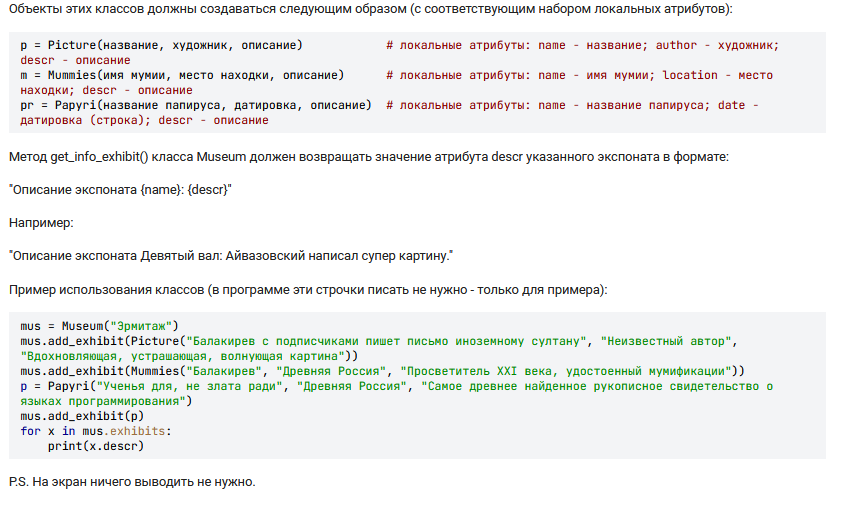 Объекты этих классов должны создаваться следующим образом (с соответствующим набором локальных атрибутов):
p = Picture(название, художник, описание)           # локальные атрибуты: name - название; author - художник;
descr - описание
m = Mummies(имя мумии, место находки, описание)     # локальные атрибуты: name - имя мумии; location - место
находки; descr - описание
pr = Papyri(название папируса, датировка, описание)  # локальные атрибуты: name - название папируса; date -
датировка (строка); descr - описание
Метод get_info_exhibit() класса Museum должен возвращать значение атрибута descr указанного экспоната в формате:
"Описание экспоната {name}: {descr}"
Например:
"Описание экспоната Девятый вал: Айвазовский написал супер картину."
Пример использования классов (в программе эти строчки писать не нужно - только для примера):
mus = Museum("Эрмитаж")
mus.add_exhibit(Picture("Балакирев с подписчиками пишет письмо иноземному султану", "Неизвестный автор",
"Вдохновляющая, устрашающая, волнующая картина"))
mus.add_exhibit(Mummies("Балакирев", "Древняя Россия", "Просветитель XXI века, удостоенный мумификации"))
p = Papyri("Ученья для, не злата ради", "Древняя Россия", "Самое древнее найденное рукописное свидетельство о
языках программирования")
mus.add_exhibit(p)
for x in mus.exhibits:
    print(x.descr)
P.S. На экран ничего выводить не нужно.